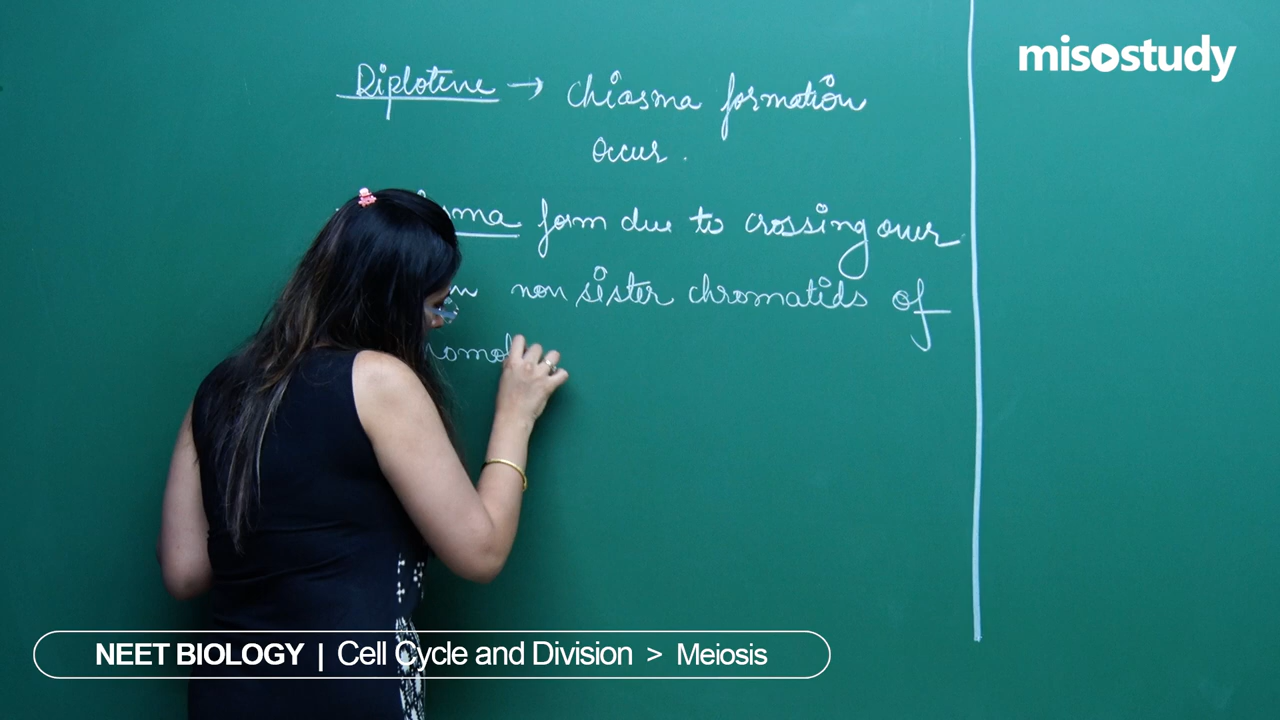 misostudy
Diplotene → Chiasma formation
Occur .
form due to crossing over
non sister chromatids of
NEET BIOLOGY | Cell Cycle and Division > Meiosis